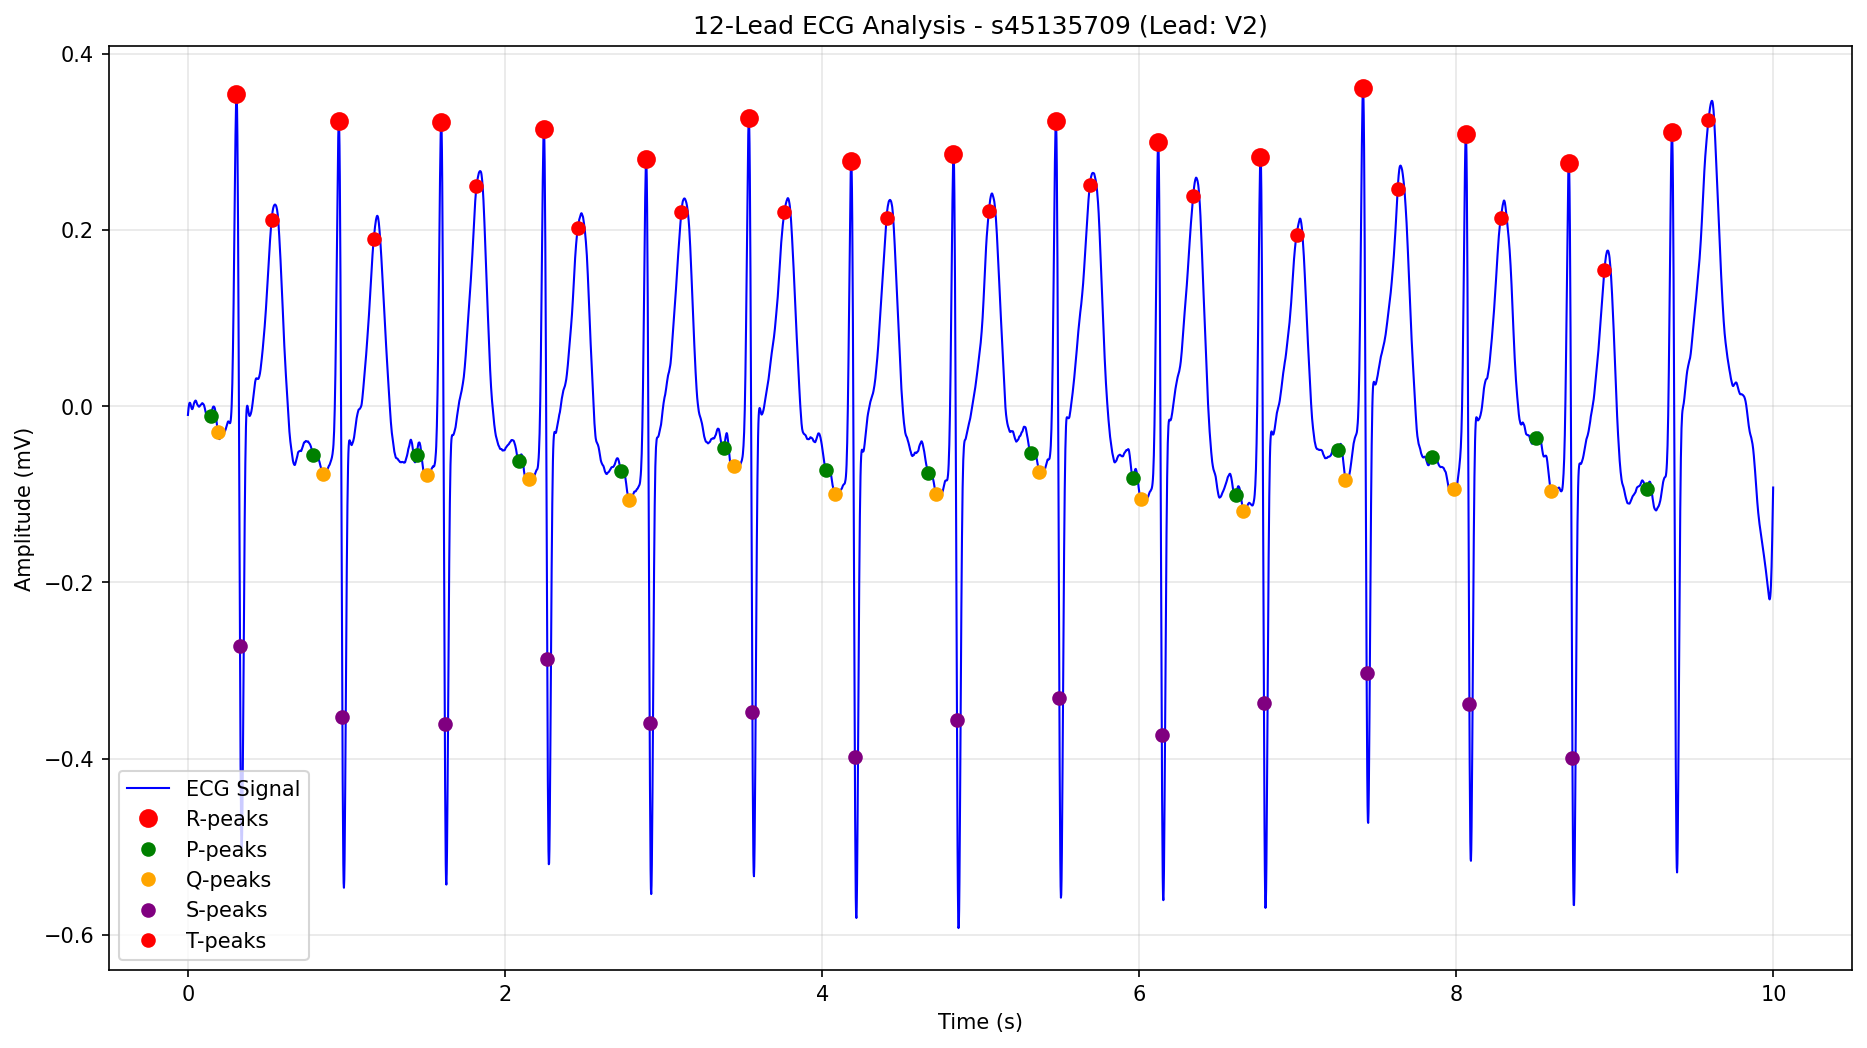 12-Lead ECG Analysis - s45135709 (Lead: V2)
Amplitude (mV)
0.4
0.2
0.0
−0.2
−0.4
−0.6
ECG Signal
R-peaks
P-peaks
Q-peaks
S-peaks
T-peaks
0 2 4 6 8 10
Time (s)